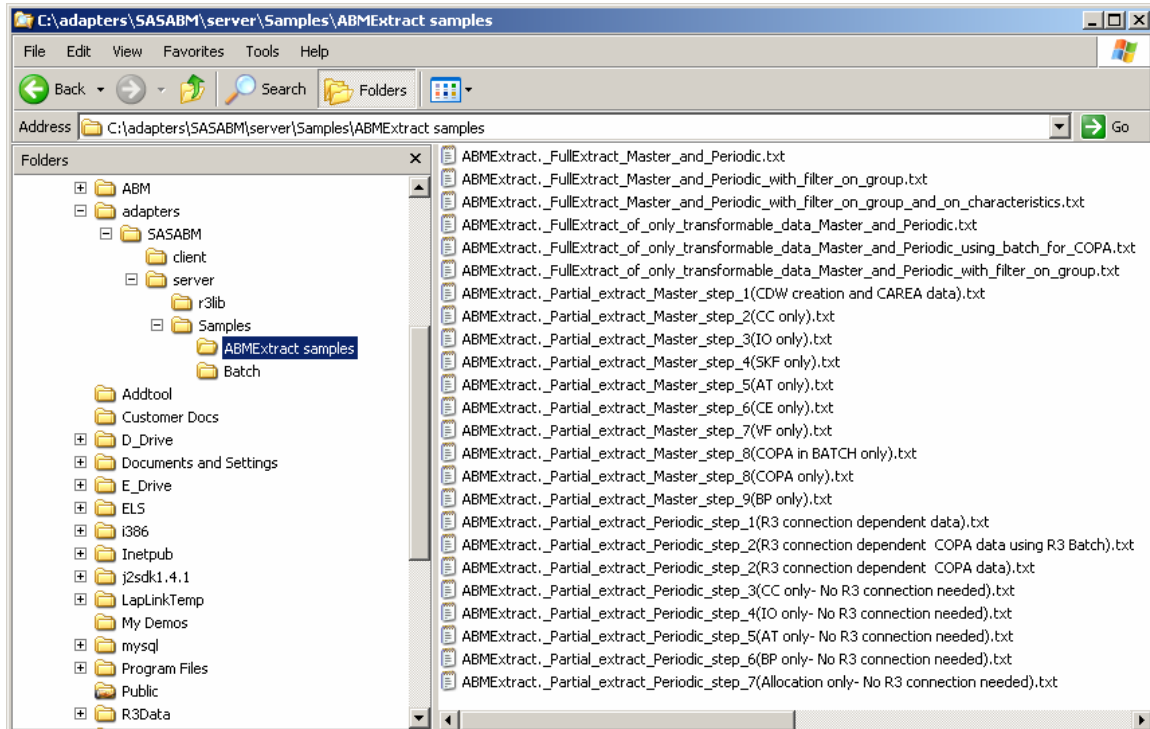 C:\adapters\SASABM\server\Samples\ABMExtract samples
File Edit View Favorites Tools Help
Back Search Folders
Address C:\adapters\SASABM\server\Samples\ABMExtract samples Go
Folders
ABM
adapters
SASABM
client
server
r3lib
Samples
ABMExtract samples
Batch
Addtool
Customer Docs
D_Drive
Documents and Settings
E_Drive
ELS
i386
Inetpub
j2sdk1.4.1
LapLinkTemp
My Demos
mysql
Program Files
Public
R3Data
ABMExtract._FullExtract_Master_and_Periodic.txt
ABMExtract._FullExtract_Master_and_Periodic_with_filter_on_group.txt
ABMExtract._FullExtract_Master_and_Periodic_with_filter_on_group_and_on_characteristics.txt
ABMExtract._FullExtract_of_only_transformable_data_Master_and_Periodic.txt
ABMExtract._FullExtract_of_only_transformable_data_Master_and_Periodic_using_batch_for_COPA.txt
ABMExtract._FullExtract_of_only_transformable_data_Master_and_Periodic_with_filter_on_group.txt
ABMExtract._Partial_extract_Master_step_1(CDW creation and CAREA data).txt
ABMExtract._Partial_extract_Master_step_2(CC only).txt
ABMExtract._Partial_extract_Master_step_3(IO only).txt
ABMExtract._Partial_extract_Master_step_4(SKF only).txt
ABMExtract._Partial_extract_Master_step_5(AT only).txt
ABMExtract._Partial_extract_Master_step_6(CE only).txt
ABMExtract._Partial_extract_Master_step_7(VF only).txt
ABMExtract._Partial_extract_Master_step_8(COPA in BATCH only).txt
ABMExtract._Partial_extract_Master_step_8(COPA only).txt
ABMExtract._Partial_extract_Master_step_9(BP only).txt
ABMExtract._Partial_extract_Periodic_step_1(R3 connection dependent data).txt
ABMExtract._Partial_extract_Periodic_step_2(R3 connection dependent  COPA data using R3 Batch).txt
ABMExtract._Partial_extract_Periodic_step_2(R3 connection dependent  COPA data).txt
ABMExtract._Partial_extract_Periodic_step_3(CC only- No R3 connection needed).txt
ABMExtract._Partial_extract_Periodic_step_4(IO only- No R3 connection needed).txt
ABMExtract._Partial_extract_Periodic_step_5(AT only- No R3 connection needed).txt
ABMExtract._Partial_extract_Periodic_step_6(BP only- No R3 connection needed).txt
ABMExtract._Partial_extract_Periodic_step_7(Allocation only- No R3 connection needed).txt